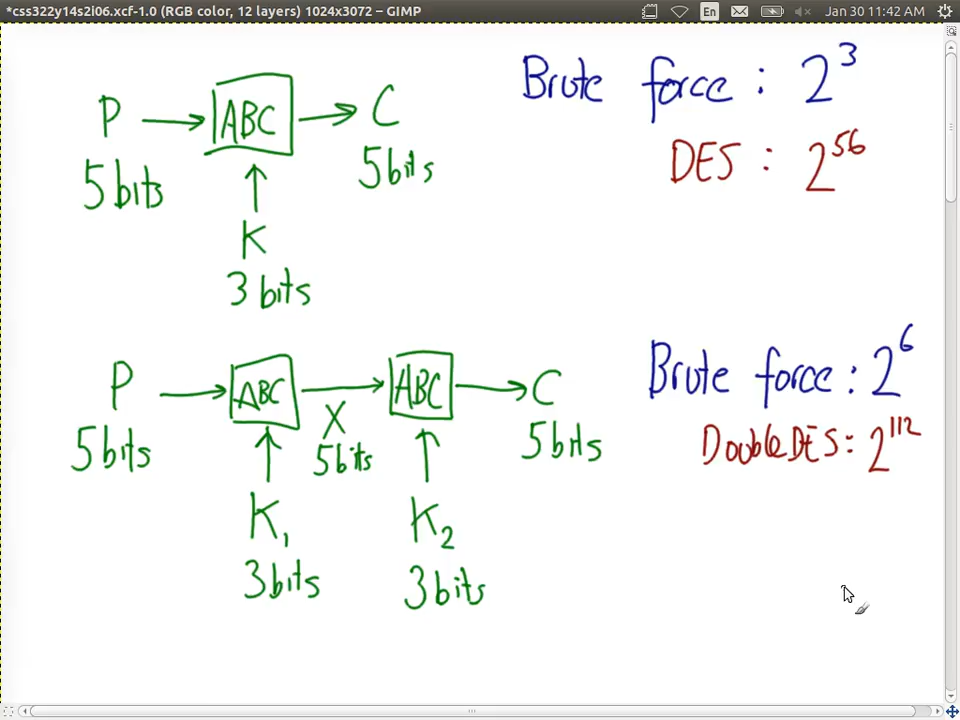 *css322y14s2i06.xcf-1.0 (RGB color, 12 layers) 1024x3072 – GIMP En Jan 30 11:42 AM
P → ABC → C
5 bits 5 bits
K
3 bits
Brute force : 2^3
DES : 2^56
P → ABC → ABC → C
5 bits X 5 bits
5 bits
K1 K2
3 bits 3 bits
Brute force : 2^6
Double DES : 2^112